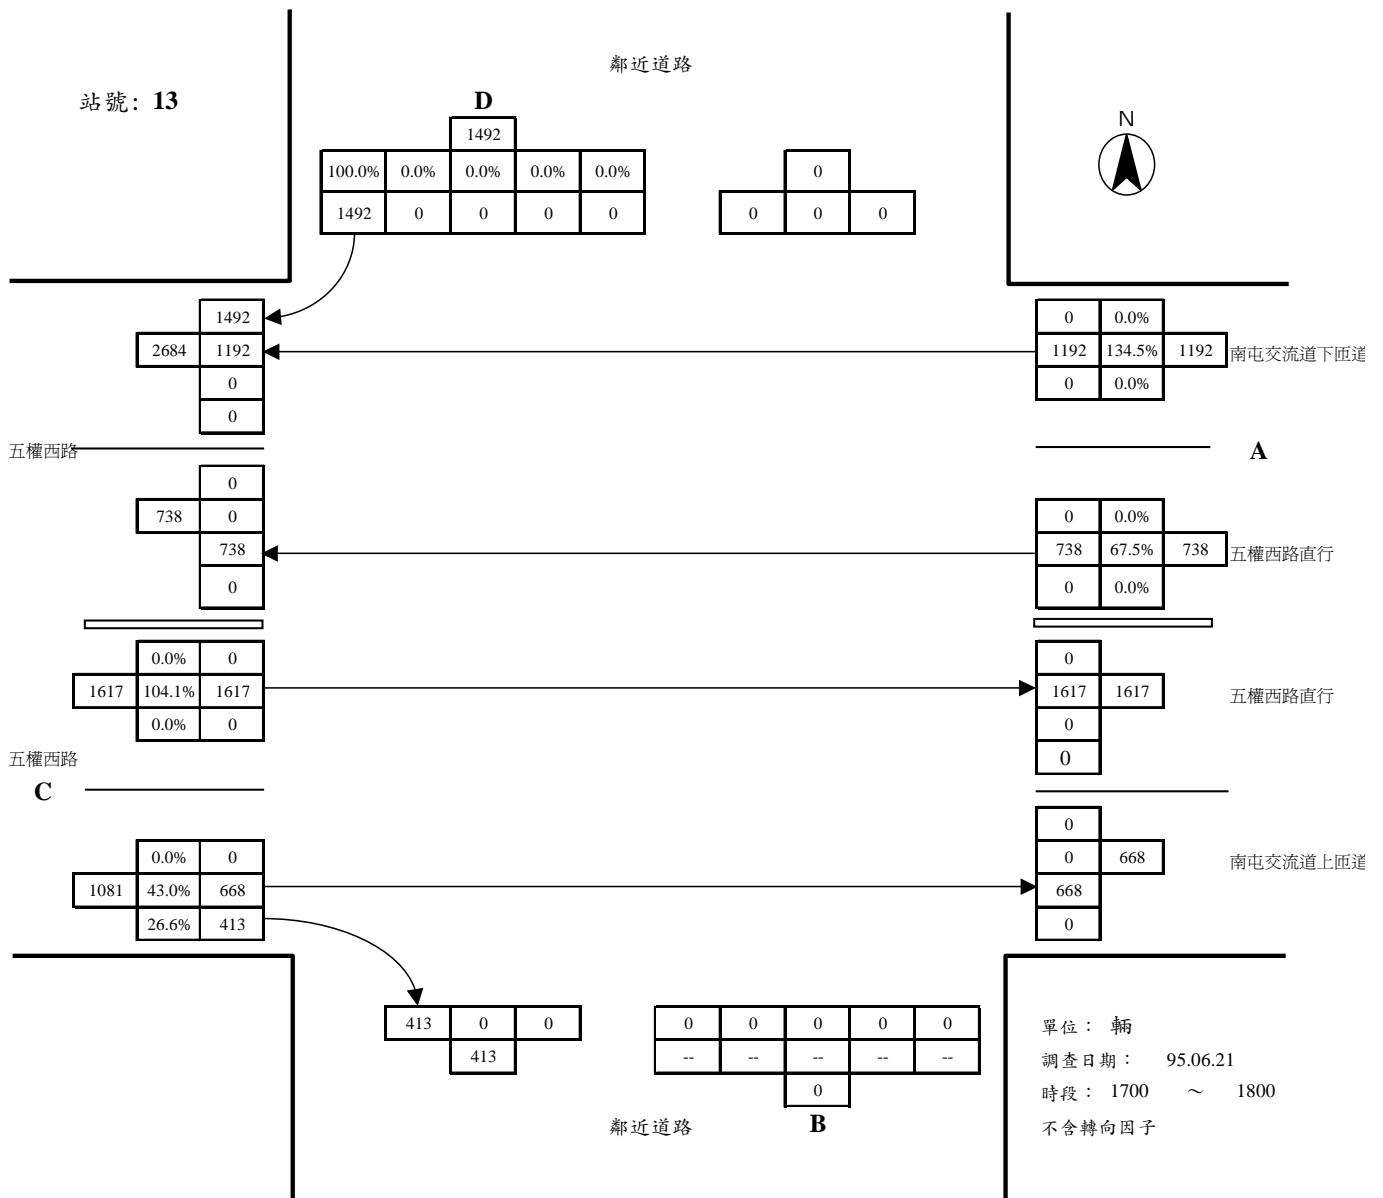 鄰近道路
站號: 13
D
N
1492
100.0% 0.0% 0.0% 0.0% 0.0%
0
1492 0 0 0 0
0 0 0
1492
0 0.0%
2684 1192
1192 134.5% 1192 南屯交流道下匝道
0
0 0.0%
0
五權西路
A
0
738 0
0 0.0%
738
738 67.5% 738 五權西路直行
0
0 0.0%
0.0% 0
0
1617 104.1% 1617
1617 1617 五權西路直行
0.0% 0
0
五權西路
0
C
0
0.0% 0
0 668 南屯交流道上匝道
1081 43.0% 668
668
26.6% 413
0
413 0 0
0 0 0 0 0
單位: 輛
413
-- -- -- -- --
調查日期: 95.06.21
0
時段: 1700 ～ 1800
鄰近道路
B
不含轉向因子